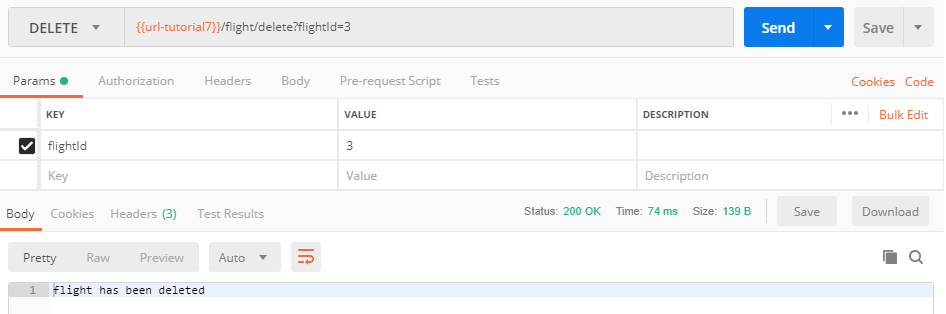 DELETE {{url-tutorial7}}/flight/delete?flightId=3 Send Save
Params Authorization Headers Body Pre-request Script Tests Cookies Code
KEY VALUE DESCRIPTION ••• Bulk Edit
flightId 3
Key Value Description
Body Cookies Headers (3) Test Results Status: 200 OK Time: 74 ms Size: 139 B Save Download
Pretty Raw Preview Auto
1 flight has been deleted